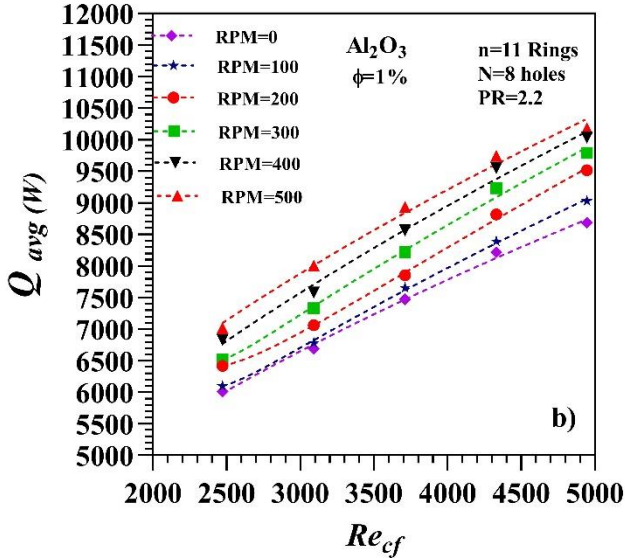 12000
11500
11000
10500
10000
9500
9000
8500
8000
7500
7000
6500
6000
5500
5000
Q avg (W)
RPM=0
RPM=100
RPM=200
RPM=300
RPM=400
RPM=500
Al₂O₃
ϕ=1%
n=11 Rings
N=8 holes
PR=2.2
b)
2000 2500 3000 3500 4000 4500 5000
Re_cf